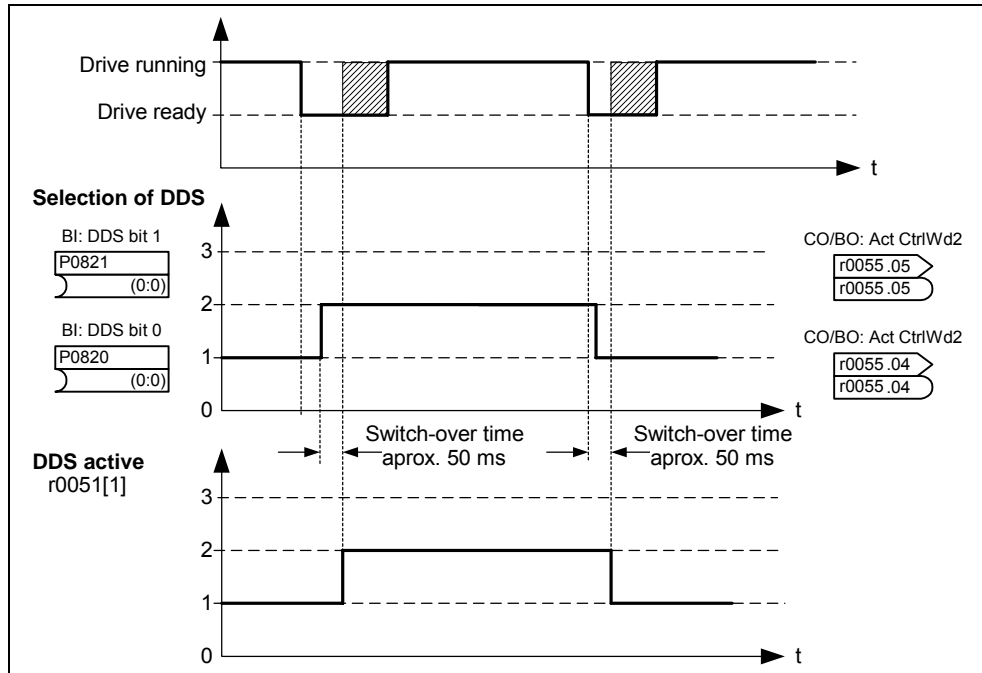 Drive running
Drive ready
t
Selection of DDS
BI: DDS bit 1
P0821
(0:0)
BI: DDS bit 0
P0820
(0:0)
3
2
1
0
t
CO/BO: Act CtrlWd2
r0055.05
r0055.05
CO/BO: Act CtrlWd2
r0055.04
r0055.04
Switch-over time
aprox. 50 ms
Switch-over time
aprox. 50 ms
DDS active
r0051[1]
3
2
1
0
t